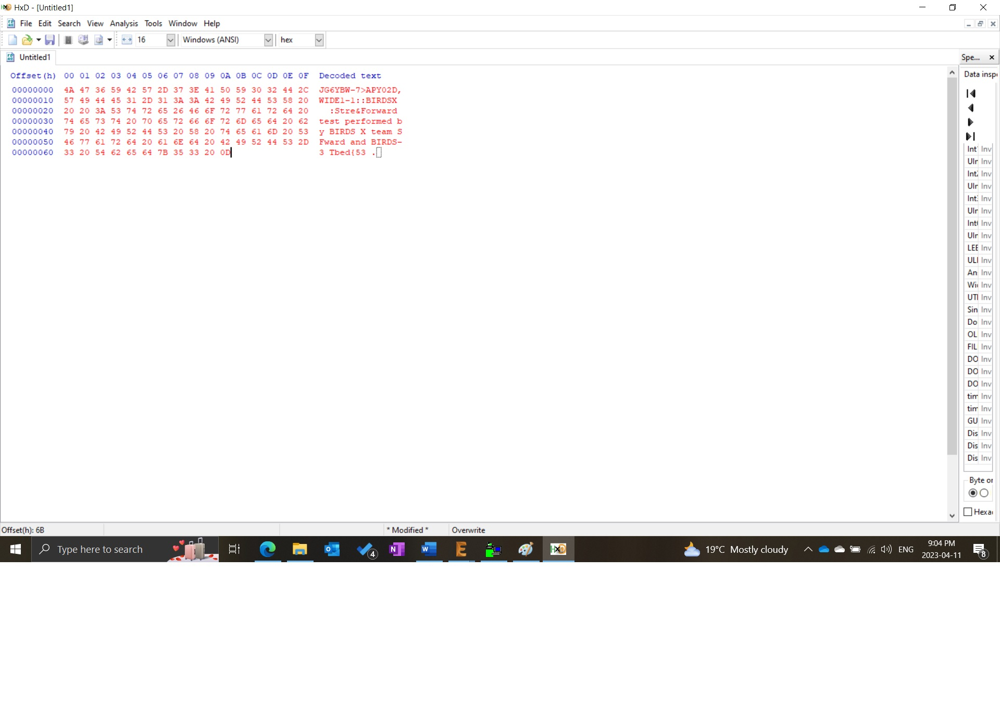 HxD - [Untitled1]
File Edit Search View Analysis Tools Window Help
16 Windows (ANSI) hex
Untitled1
Spe...
Offset(h) 00 01 02 03 04 05 06 07 08 09 0A 0B 0C 0D 0E 0F Decoded text
Data insp
00000000 4A 47 36 59 42 57 2D 37 3E 41 50 59 30 32 44 2C JG6YBW-7>APY02D,
00000010 57 49 44 45 31 2D 31 3A 3A 42 49 52 44 53 58 20 WIDE1-1::BIRDSX
00000020 20 20 3A 53 74 72 65 26 46 6F 72 77 61 72 64 20 :Stre&Forward
00000030 74 65 73 74 20 70 65 72 66 6F 72 6D 65 64 20 62 test performed b
00000040 79 20 42 49 52 44 53 20 58 20 74 65 61 6D 20 53 y BIRDS X team S
00000050 46 77 61 72 64 20 61 6E 64 20 42 49 52 44 53 2D Fward and BIRDS-
00000060 33 20 54 62 65 64 7B 35 33 20 0D 3 Tbed{53 .
Int Inv
UIn Inv
Int Inv
UIn Inv
Int Inv
UIn Inv
Int Inv
UIn Inv
LEE Inv
ULI Inv
An Inv
Wi Inv
UTI Inv
Sin Inv
Do Inv
OL Inv
FIL Inv
DO Inv
DO Inv
DO Inv
tim Inv
tim Inv
GU Inv
Dis Inv
Dis Inv
Dis Inv
Byte or
Hexa
Offset(h): 6B * Modified * Overwrite
Type here to search 4 19°C Mostly cloudy ENG 9:04 PM
2023-04-11 8